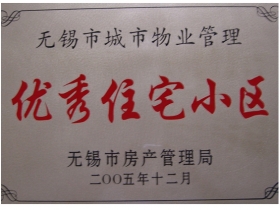 无锡市城市物业管理
优秀住宅小区
无锡市房产管理局
二〇〇五年十二月